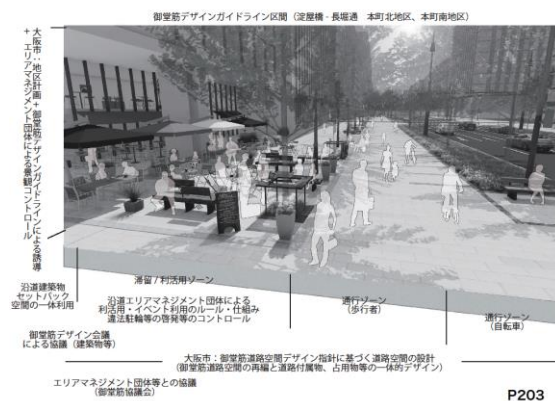 御堂筋デザインガイドライン区間（淀屋橋 - 長堀通　本町北地区、本町南地区）
大阪市：地区計画＋御堂筋デザインガイドラインによる誘導
＋エリアマネジメント団体による景観コントロール
沿道建築物
セットバック
空間の一体利用
滞留 / 利活用ゾーン
沿道エリアマネジメント団体による
利活用・イベント利用のルール・仕組み
違法駐輪等の啓発等のコントロール
通行ゾーン
（歩行者）
通行ゾーン
（自転車）
御堂筋デザイン会議
による協議（建築物等）
大阪市：御堂筋道路空間デザイン指針に基づく道路空間の設計
（御堂筋道路空間の再編と道路付属物、占用物等の一体的デザイン）
エリアマネジメント団体等との協議
（御堂筋協議会）
P203